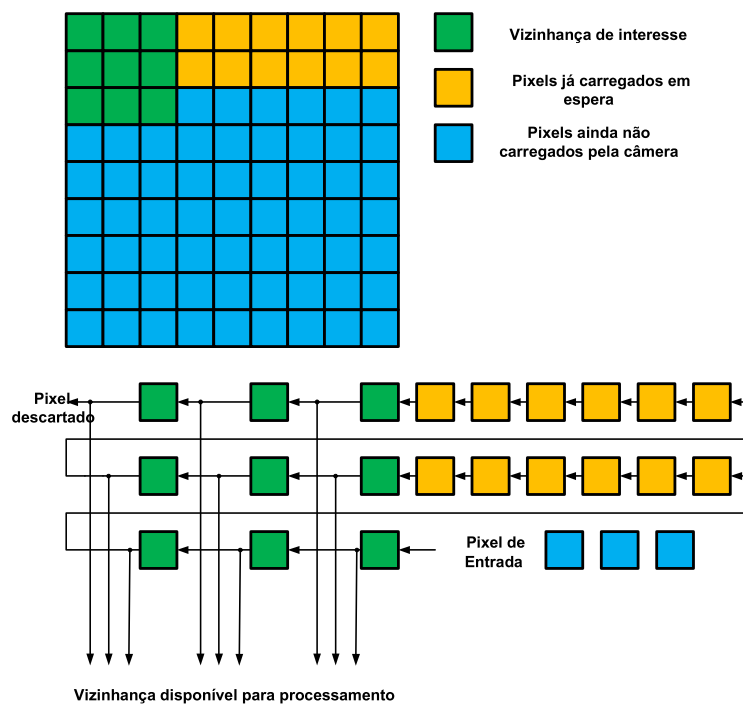 Vizinhança de interesse
Pixels já carregados em
espera
Pixels ainda não
carregados pela câmera
Pixel
descartado
Pixel de
Entrada
Vizinhança disponível para processamento